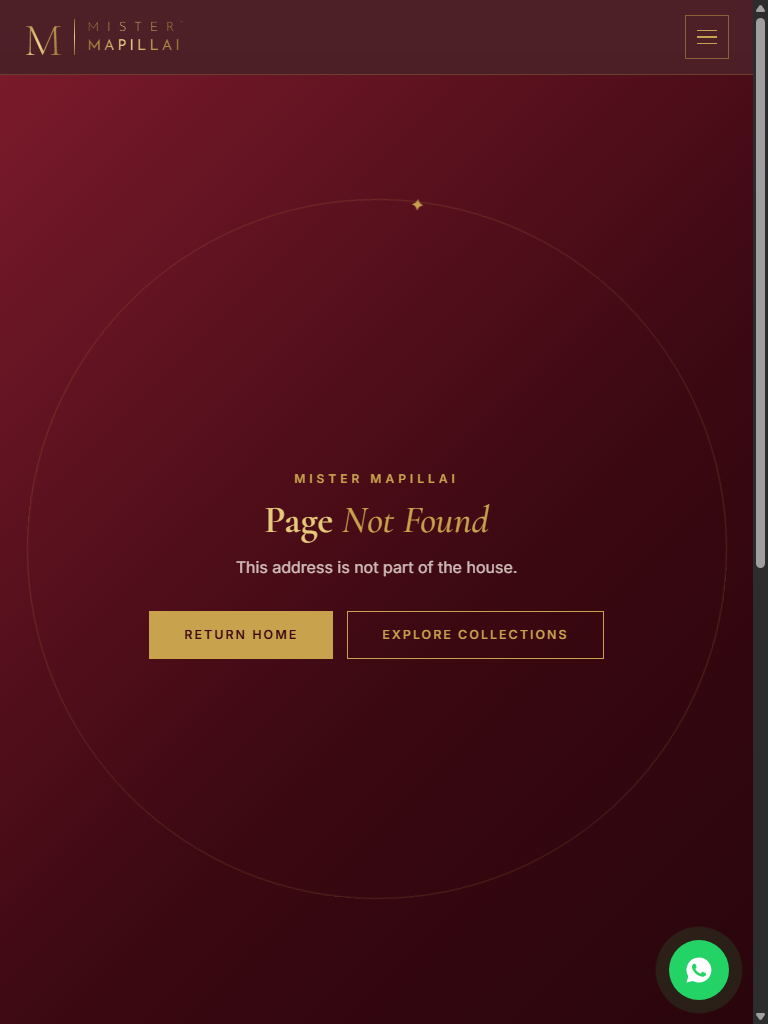 M
MISTER
MAPILLAI
MISTER MAPILLAI
Page Not Found
This address is not part of the house.
RETURN HOME
EXPLORE COLLECTIONS